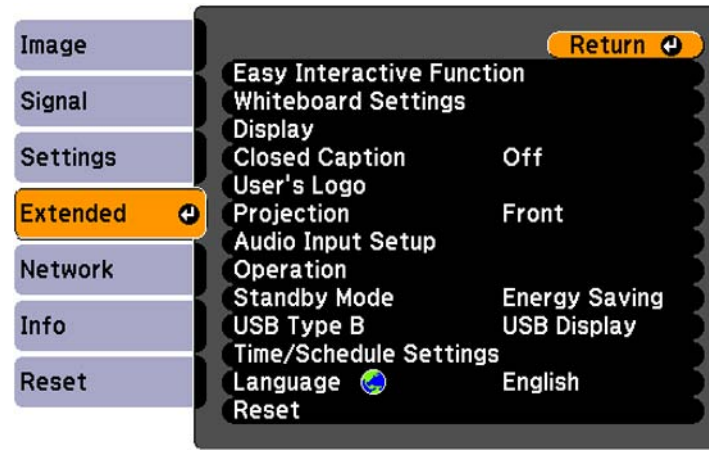 Image
Signal
Settings
Extended
Network
Info
Reset
Return
Easy Interactive Function
Whiteboard Settings
Display
Closed Caption Off
User's Logo
Projection Front
Audio Input Setup
Operation
Standby Mode Energy Saving
USB Type B USB Display
Time/Schedule Settings
Language English
Reset